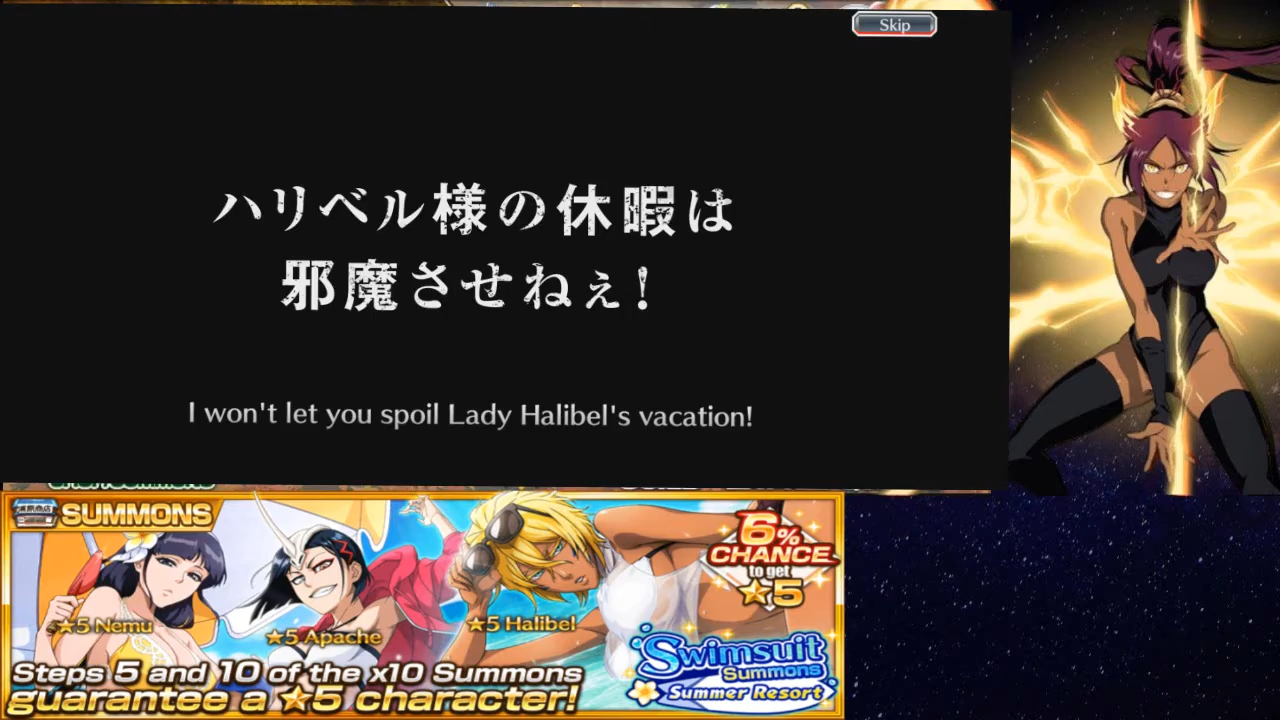 Skip
ハリベル様の休暇は
邪魔させねぇ!
I won't let you spoil Lady Halibel's vacation!
SUMMONS
6%
CHANCE
to get
★5
★5 Nemu
★5 Apache
★5 Halibel
Steps 5 and 10 of the x10 Summons
guarantee a ★5 character!
Swimsuit
Summons
Summer Resort